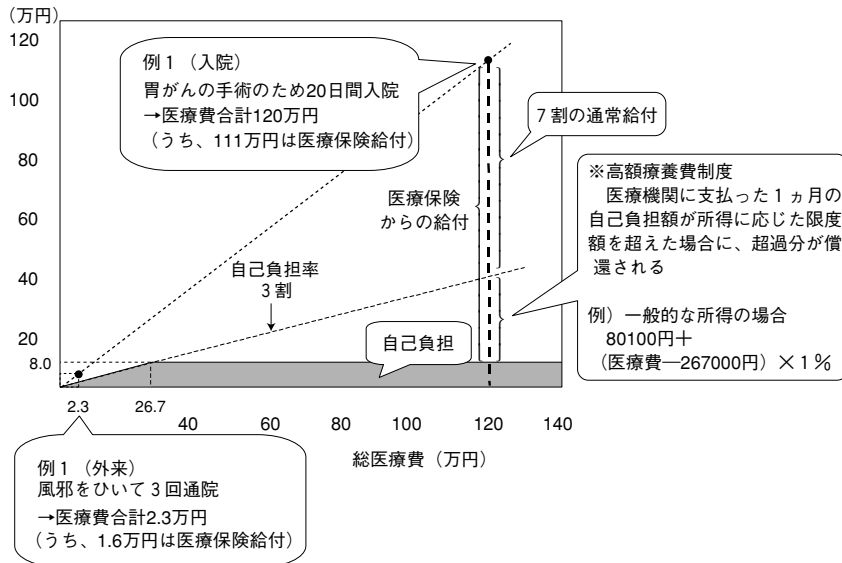 （万円）
120
100
80
60
40
20
8.0
例１（入院）
胃がんの手術のため20日間入院
→医療費合計120万円
（うち、111万円は医療保険給付）
７割の通常給付
医療保険
からの給付
※高額療養費制度
医療機関に支払った１ヵ月の
自己負担額が所得に応じた限度
額を超えた場合に、超過分が償
還される
例）一般的な所得の場合
80100円＋
（医療費―267000円）×１％
自己負担率
３割
自己負担
2.3
26.7
40
60
80
100
120
140
総医療費（万円）
例１（外来）
風邪をひいて３回通院
→医療費合計2.3万円
（うち、1.6万円は医療保険給付）